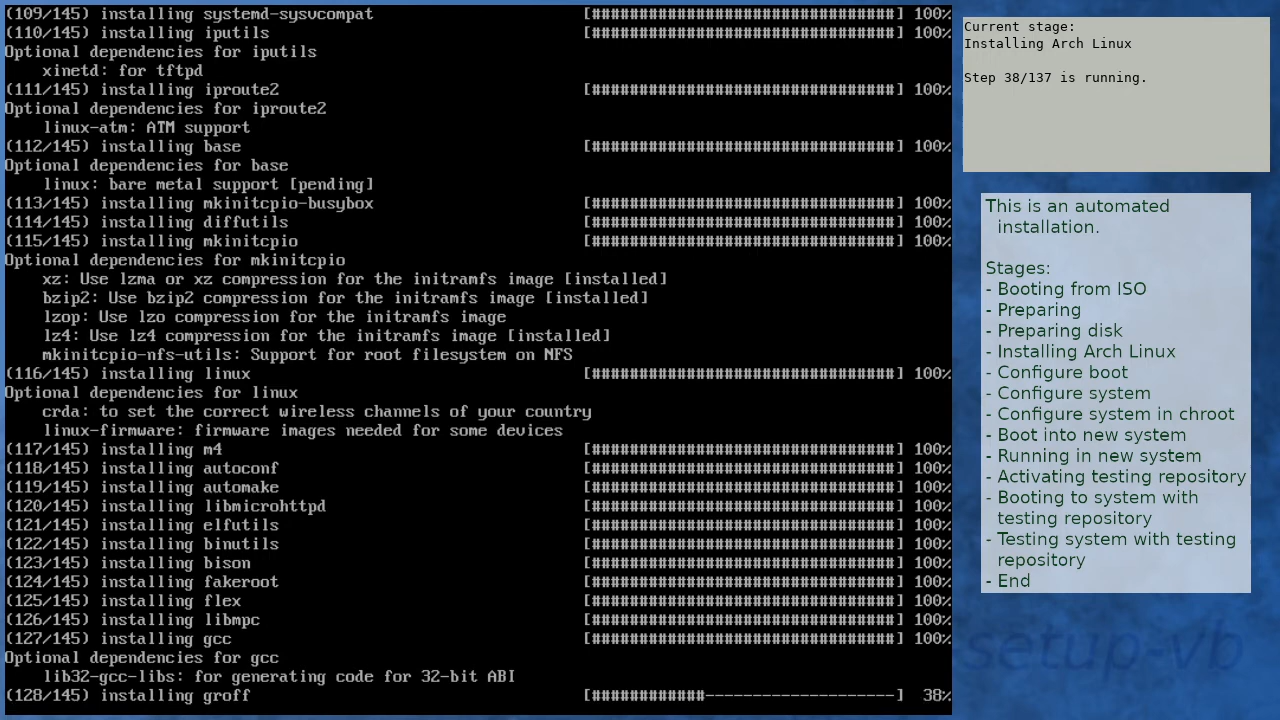 (109/145) installing systemd-sysvcompat [################################] 100%
(110/145) installing iputils [################################] 100%
Optional dependencies for iputils
xinetd: for tftpd
(111/145) installing iproute2 [################################] 100%
Optional dependencies for iproute2
linux-atm: ATM support
(112/145) installing base [################################] 100%
Optional dependencies for base
linux: bare metal support [pending]
(113/145) installing mkinitcpio-busybox [################################] 100%
(114/145) installing diffutils [################################] 100%
(115/145) installing mkinitcpio [################################] 100%
Optional dependencies for mkinitcpio
xz: Use lzma or xz compression for the initramfs image [installed]
bzip2: Use bzip2 compression for the initramfs image [installed]
lzop: Use lzo compression for the initramfs image
lz4: Use lz4 compression for the initramfs image [installed]
mkinitcpio-nfs-utils: Support for root filesystem on NFS
(116/145) installing linux [################################] 100%
Optional dependencies for linux
crda: to set the correct wireless channels of your country
linux-firmware: firmware images needed for some devices
(117/145) installing m4 [################################] 100%
(118/145) installing autoconf [################################] 100%
(119/145) installing automake [################################] 100%
(120/145) installing libmicrohttpd [################################] 100%
(121/145) installing elfutils [################################] 100%
(122/145) installing binutils [################################] 100%
(123/145) installing bison [################################] 100%
(124/145) installing fakeroot [################################] 100%
(125/145) installing flex [################################] 100%
(126/145) installing libmpc [################################] 100%
(127/145) installing gcc [################################] 100%
Optional dependencies for gcc
lib32-gcc-libs: for generating code for 32-bit ABI
(128/145) installing groff [############--------------------] 38%
Current stage:
Installing Arch Linux
Step 38/137 is running.
This is an automated
installation.
Stages:
- Booting from ISO
- Preparing
- Preparing disk
- Installing Arch Linux
- Configure boot
- Configure system
- Configure system in chroot
- Boot into new system
- Running in new system
- Activating testing repository
- Booting to system with
testing repository
- Testing system with testing
repository
- End
setup-vb